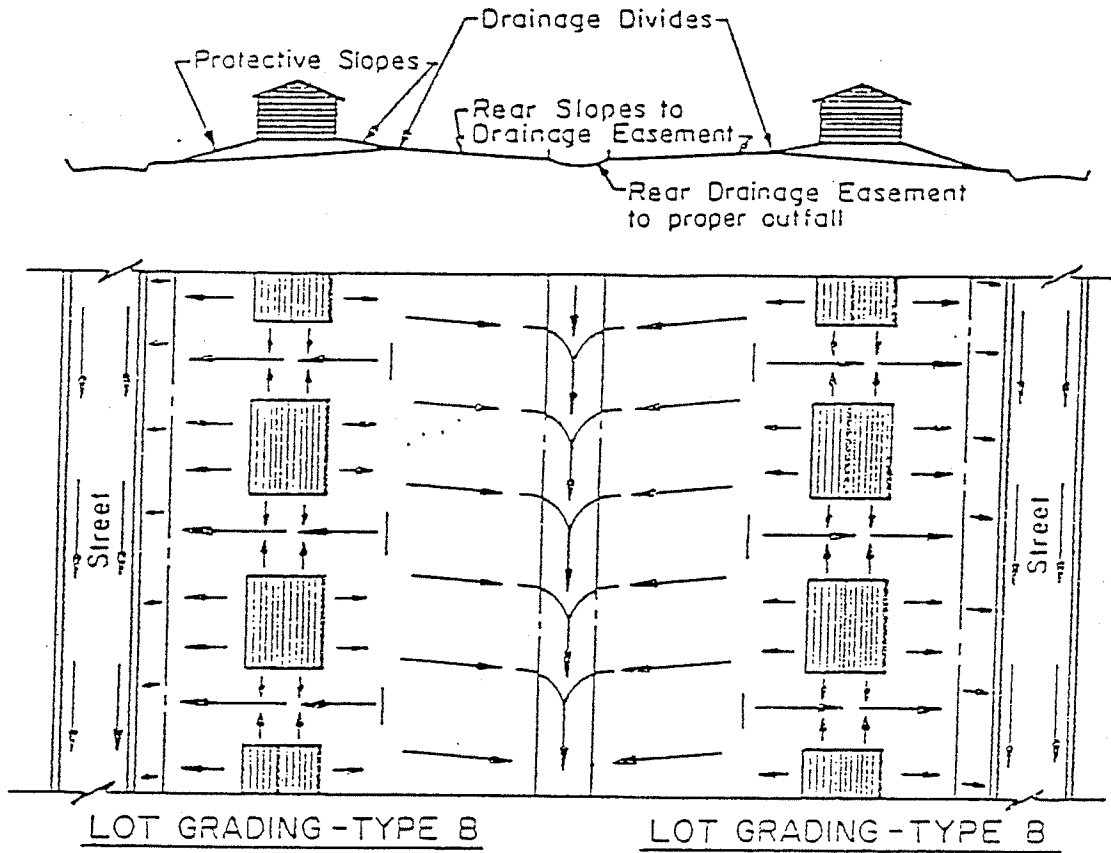 Drainage Divides
Protective Slopes
Rear Slopes to
Drainage Easement
Rear Drainage Easement
to proper outfall
Street
Street
LOT GRADING-TYPE B
LOT GRADING-TYPE B